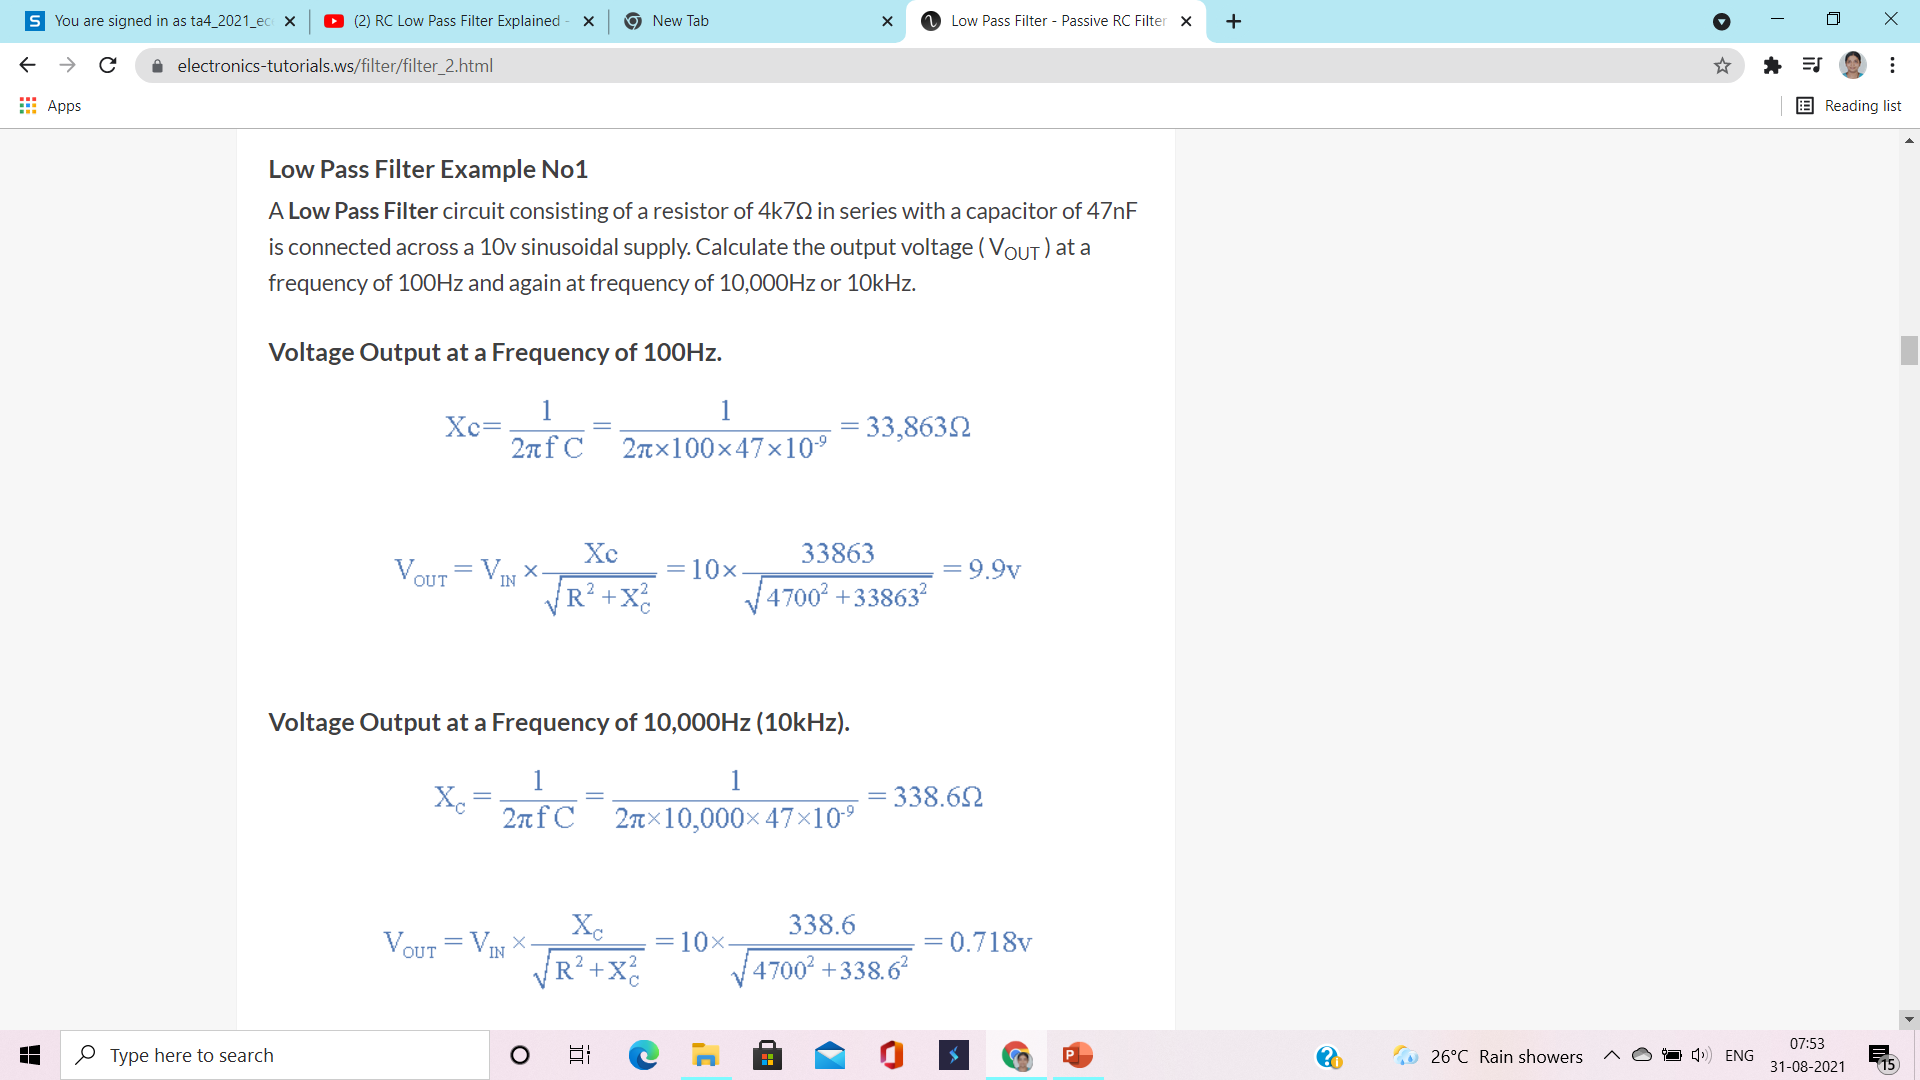 You are signed in as ta4_2021_ec
(2) RC Low Pass Filter Explained -
New Tab
Low Pass Filter - Passive RC Filter
electronics-tutorials.ws/filter/filter_2.html
Apps
Reading list
Low Pass Filter Example No1
A Low Pass Filter circuit consisting of a resistor of 4k7Ω in series with a capacitor of 47nF
is connected across a 10v sinusoidal supply. Calculate the output voltage ( VOUT ) at a
frequency of 100Hz and again at frequency of 10,000Hz or 10kHz.
Voltage Output at a Frequency of 100Hz.
Xc = 1 / 2πf C = 1 / 2π×100×47×10⁻⁹ = 33,863Ω
VOUT = VIN × Xc / √(R² + XC²) = 10× 33863 / √(4700² + 33863²) = 9.9v
Voltage Output at a Frequency of 10,000Hz (10kHz).
XC = 1 / 2πf C = 1 / 2π×10,000×47×10⁻⁹ = 338.6Ω
VOUT = VIN × XC / √(R² + XC²) = 10× 338.6 / √(4700² + 338.6²) = 0.718v
Type here to search
26°C Rain showers
ENG
07:53
31-08-2021
15